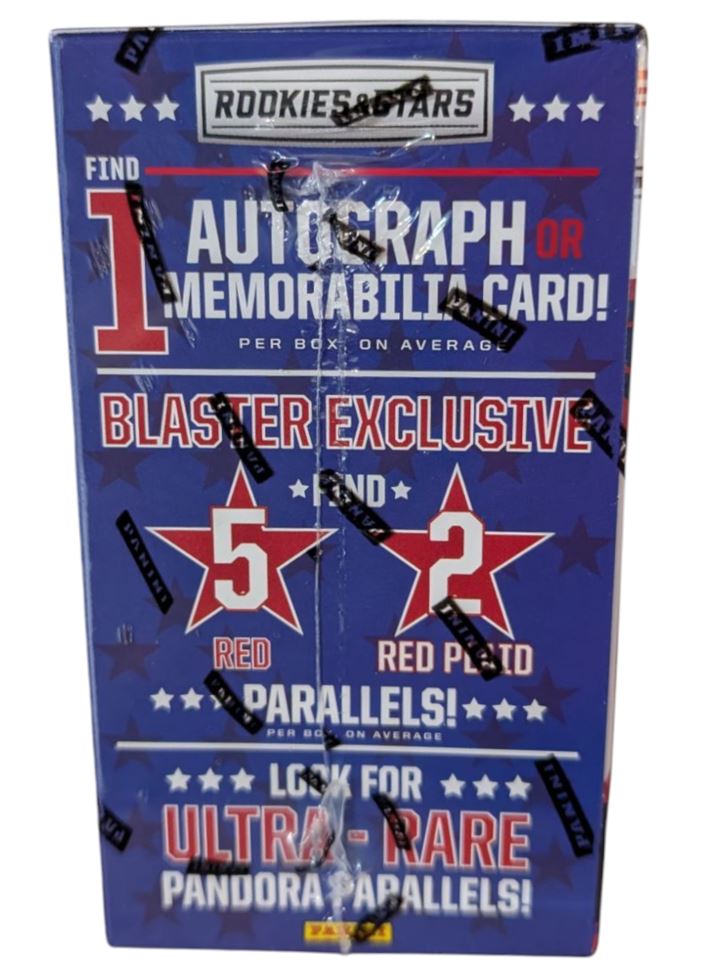 ROOKIES & STARS
FIND
1 AUTOGRAPH OR
MEMORABILIA CARD!
PER BOX, ON AVERAGE
BLASTER EXCLUSIVE
FIND
5 2
RED RED PLAID
PARALLELS!
PER BOX, ON AVERAGE
LOOK FOR
ULTRA - RARE
PANDORA PARALLELS!
PANINI